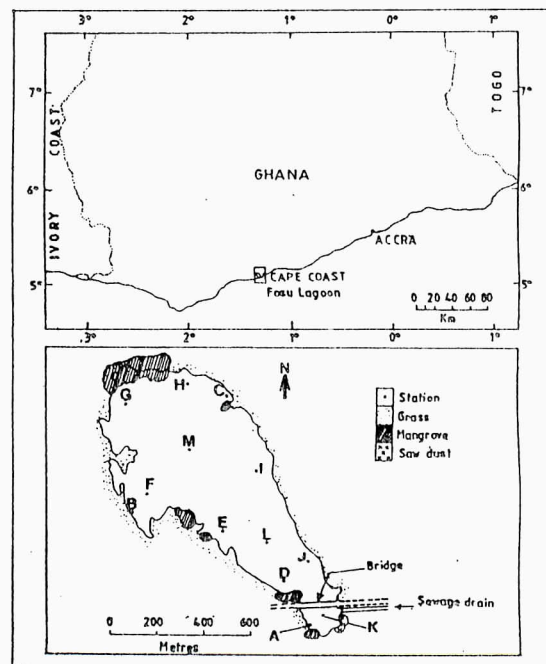 3° 2° 1° 0° 1°
7° 7°
IVORY COAST
TOGO
GHANA
6° 6°
ACCRA
CAPE COAST
Fosu Lagoon
5° 5°
0 20 40 60 80
Km
3° 2° 1° 0° 1°
N
Station
Grass
Mangrove
Saw dust
H
C
G
M
I
F
B
E
L
J
D
Bridge
Sewage drain
A
K
0 200 400 600
Metres